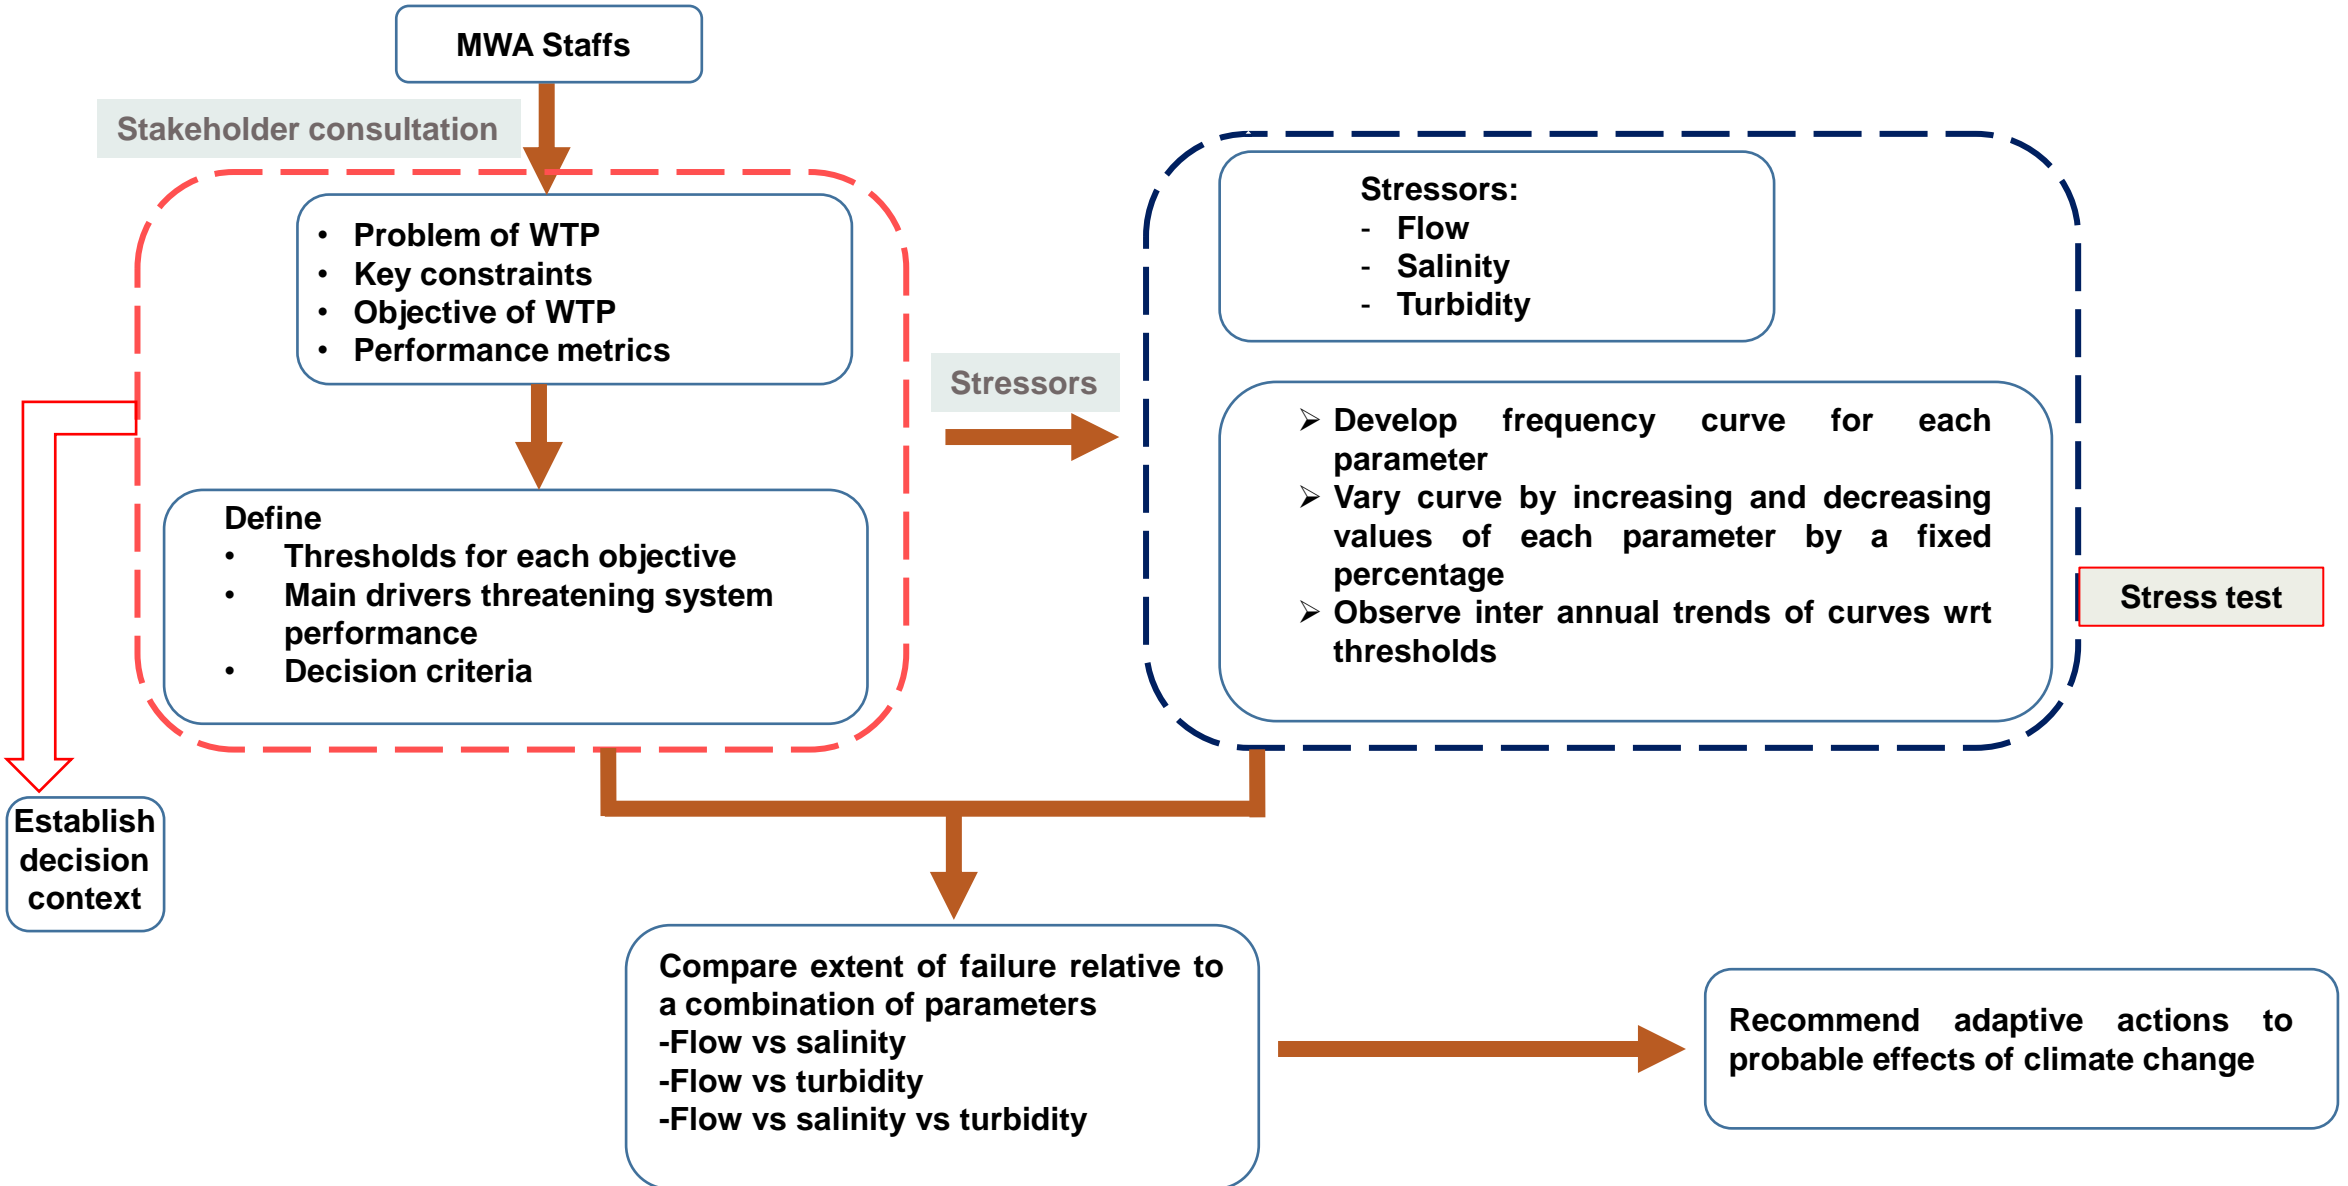 MWA Staffs
Stakeholder consultation
• Problem of WTP
• Key constraints
• Objective of WTP
• Performance metrics
Define
• Thresholds for each objective
• Main drivers threatening system
performance
• Decision criteria
Establish
decision
context
Stressors
Stressors:
- Flow
- Salinity
- Turbidity
➢ Develop frequency curve for each
parameter
➢ Vary curve by increasing and decreasing
values of each parameter by a fixed
percentage
➢ Observe inter annual trends of curves wrt
thresholds
Stress test
Compare extent of failure relative to
a combination of parameters
-Flow vs salinity
-Flow vs turbidity
-Flow vs salinity vs turbidity
Recommend adaptive actions to
probable effects of climate change